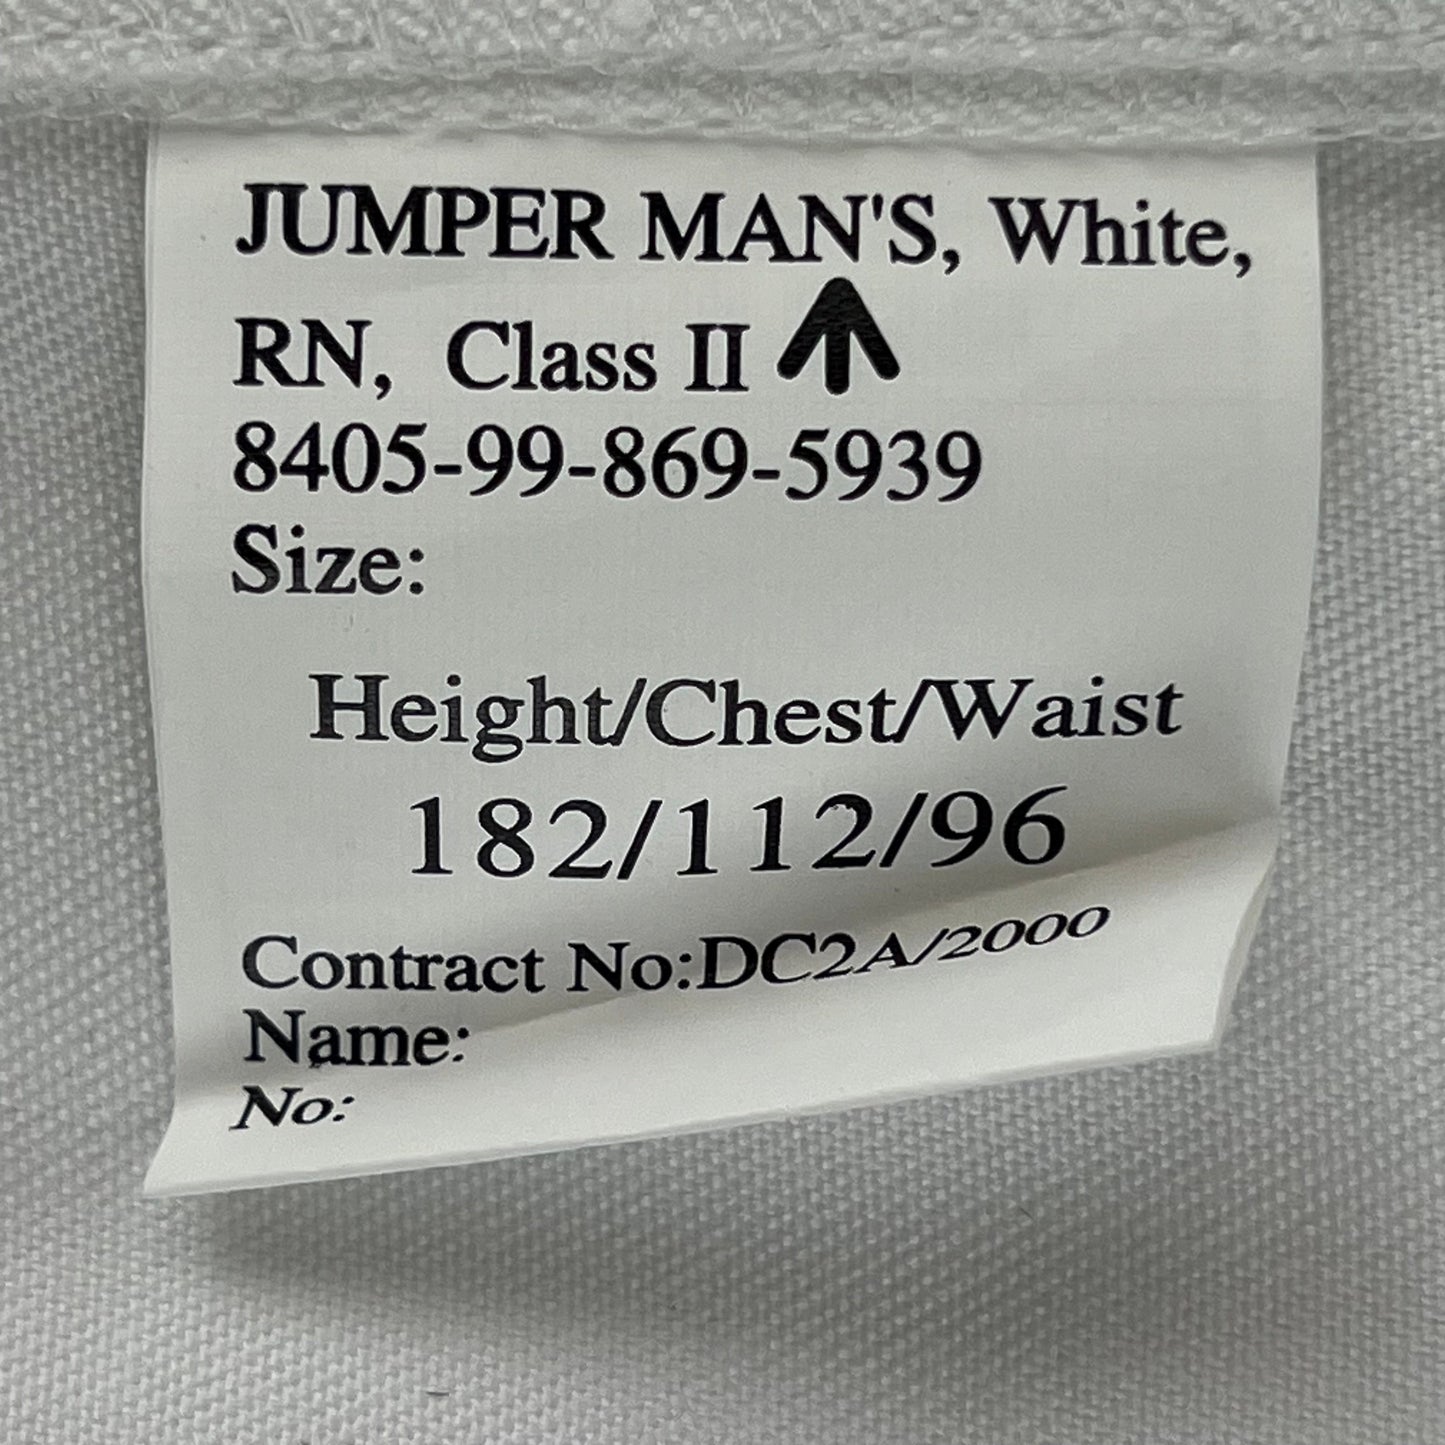 JUMPER MAN'S, White,
RN, Class II
8405-99-869-5939
Size:
Height/Chest/Waist
182/112/96
Contract No:DC2A/2000
Name:
No: